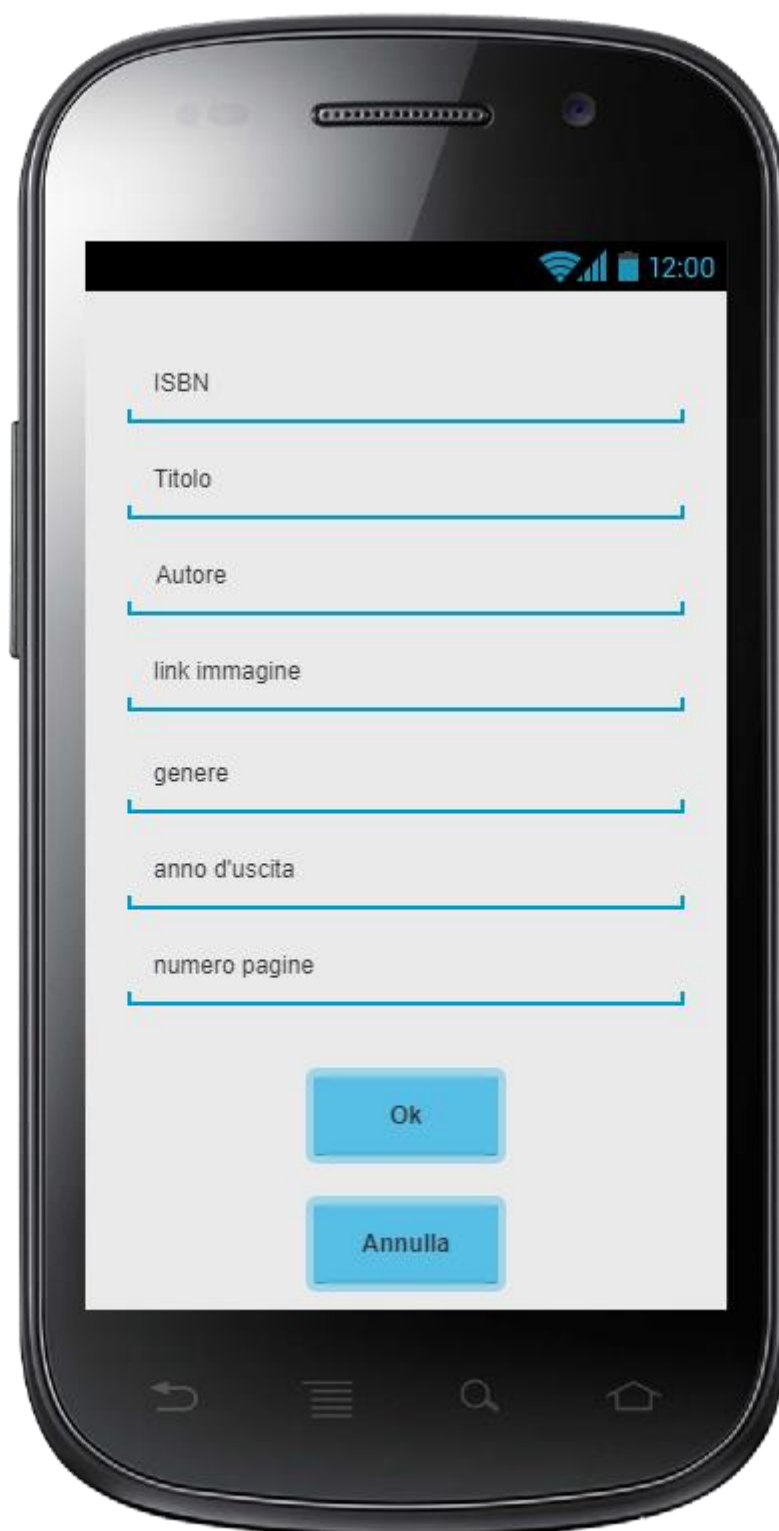 12:00
ISBN
Titolo
Autore
link immagine
genere
anno d'uscita
numero pagine
Ok
Annulla